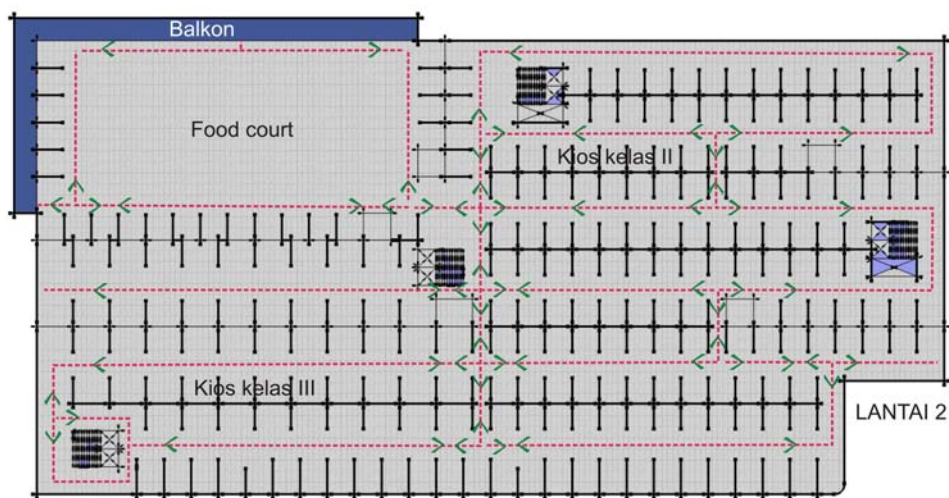 Balkon
Food court
Kios kelas II
Kios kelas III
LANTAI 2